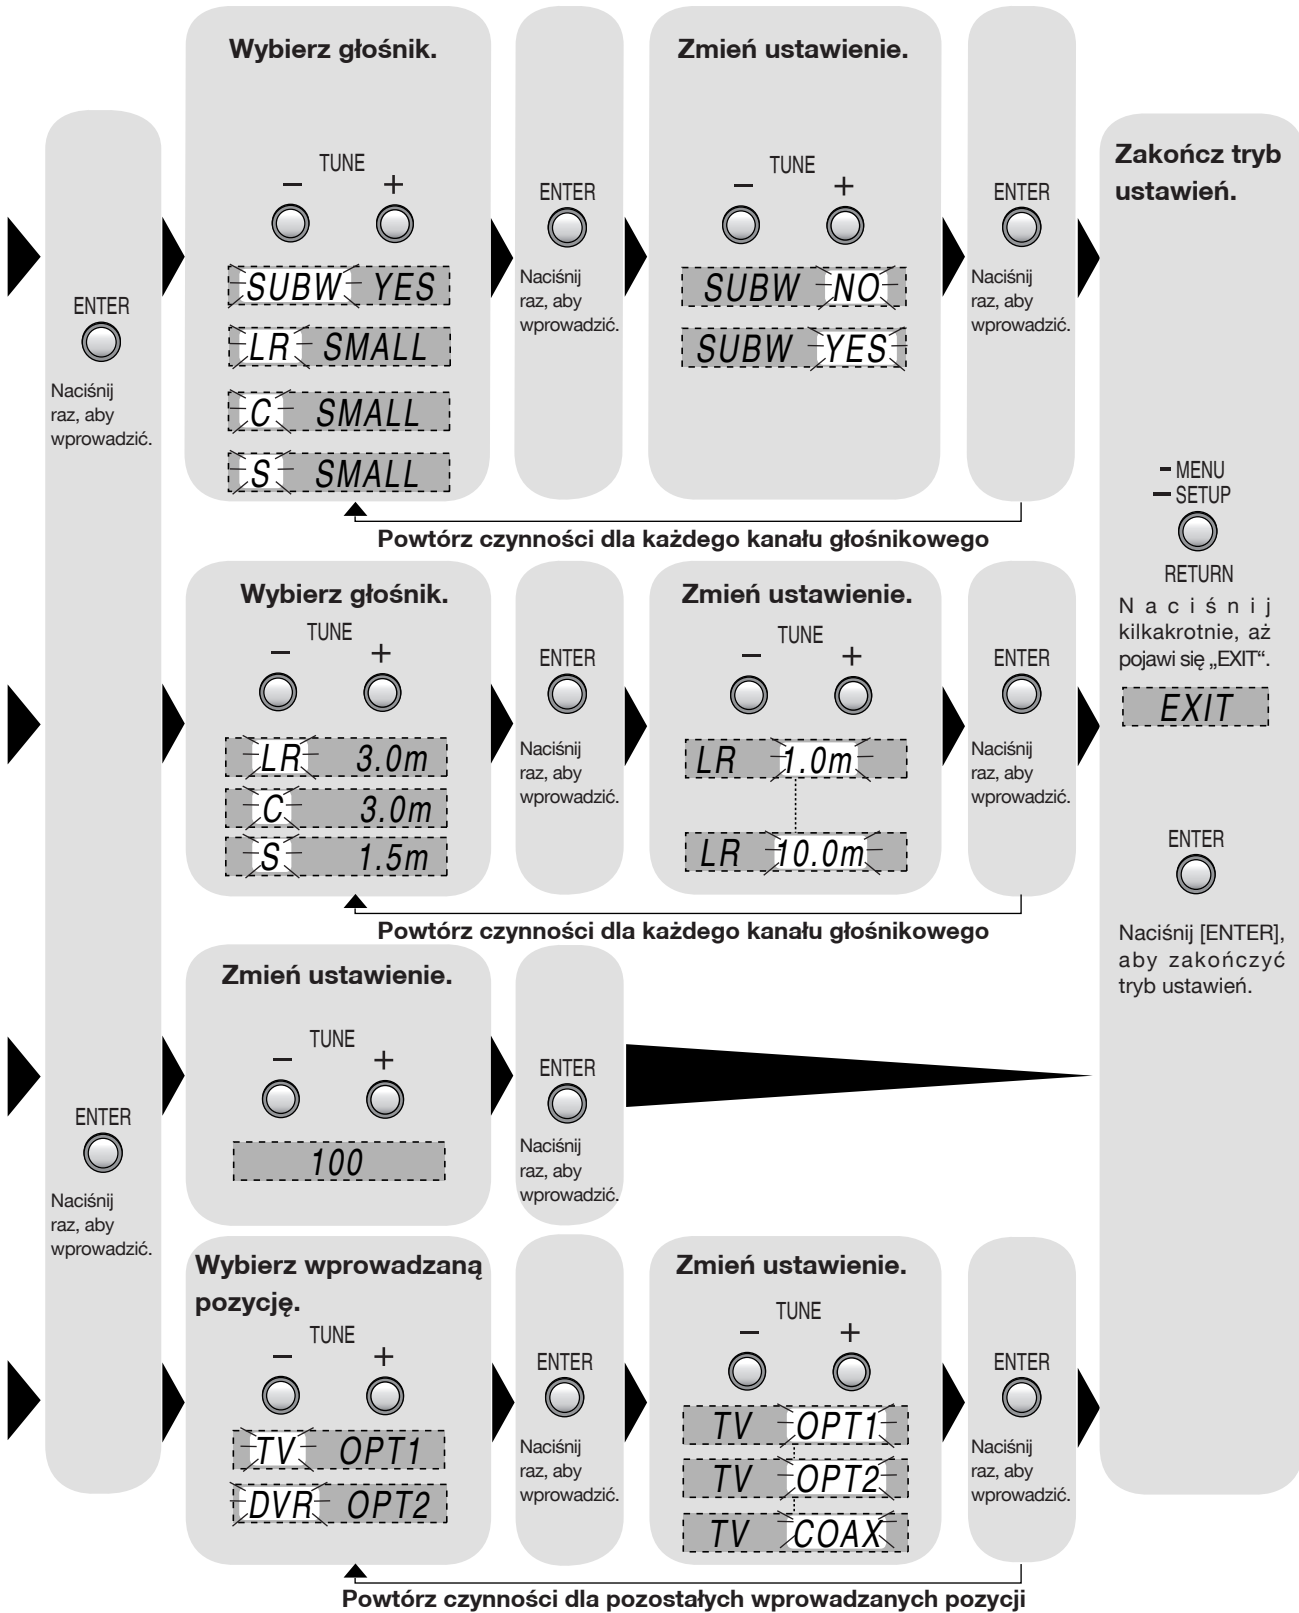 Wybierz głośnik.
TUNE
− +
SUBW YES
LR SMALL
C SMALL
S SMALL
ENTER
Naciśnij
raz, aby
wprowadzić.
Zmień ustawienie.
TUNE
− +
SUBW NO
SUBW YES
ENTER
Naciśnij
raz, aby
wprowadzić.
Powtórz czynności dla każdego kanału głośnikowego
ENTER
Naciśnij
raz, aby
wprowadzić.
Wybierz głośnik.
TUNE
− +
LR 3.0m
C 3.0m
S 1.5m
ENTER
Naciśnij
raz, aby
wprowadzić.
Zmień ustawienie.
TUNE
− +
LR 1.0m
LR 10.0m
ENTER
Naciśnij
raz, aby
wprowadzić.
Powtórz czynności dla każdego kanału głośnikowego
Zmień ustawienie.
TUNE
− +
100
ENTER
Naciśnij
raz, aby
wprowadzić.
ENTER
Naciśnij
raz, aby
wprowadzić.
Wybierz wprowadzaną
pozycję.
TUNE
− +
TV OPT1
DVR OPT2
ENTER
Naciśnij
raz, aby
wprowadzić.
Zmień ustawienie.
TUNE
− +
TV OPT1
TV OPT2
TV COAX
ENTER
Naciśnij
raz, aby
wprowadzić.
Powtórz czynności dla pozostałych wprowadzanych pozycji
Zakończ tryb
ustawień.
− MENU
− SETUP
RETURN
Naciśnij
kilkakrotnie, aż
pojawi się „EXIT“.
EXIT
ENTER
Naciśnij [ENTER],
aby zakończyć
tryb ustawień.